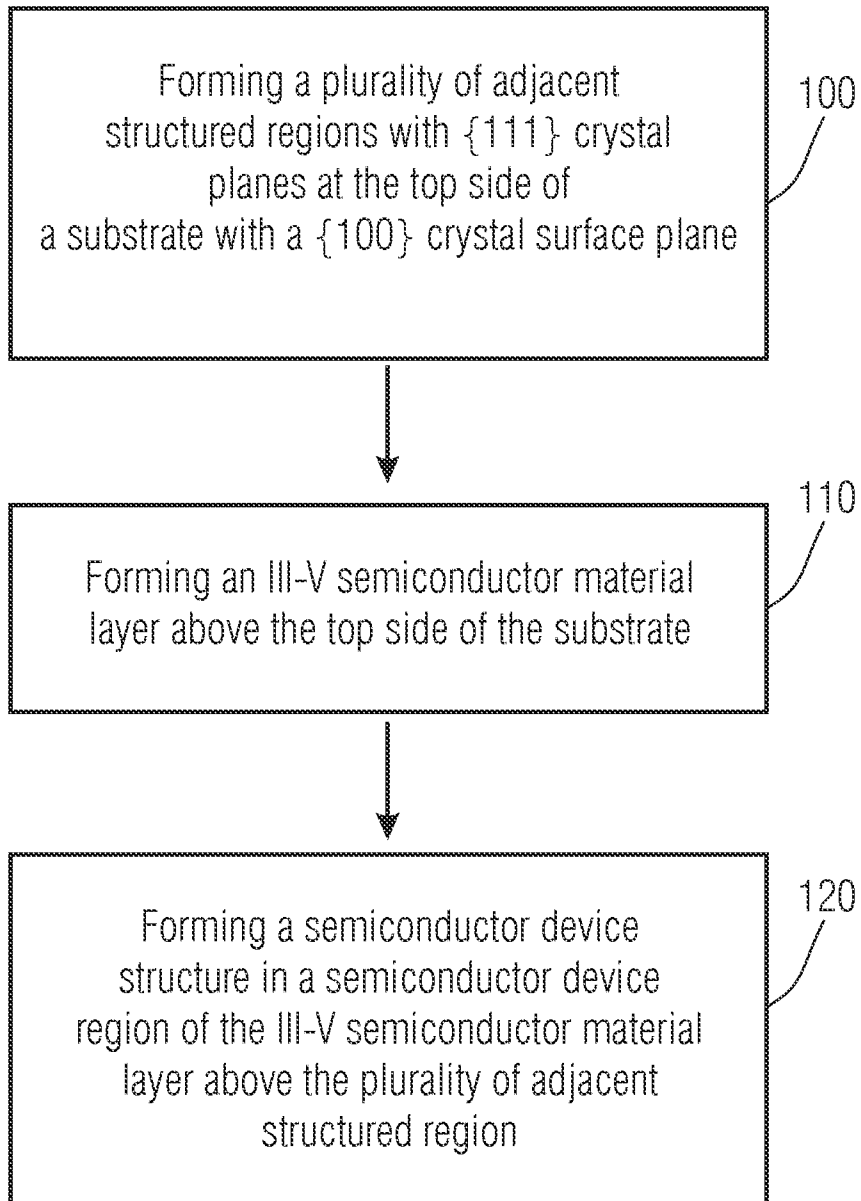 Forming a plurality of adjacent
structured regions with {111} crystal
planes at the top side of
a substrate with a {100} crystal surface plane
100
Forming an III-V semiconductor material
layer above the top side of the substrate
110
Forming a semiconductor device
structure in a semiconductor device
region of the III-V semiconductor material
layer above the plurality of adjacent
structured region
120